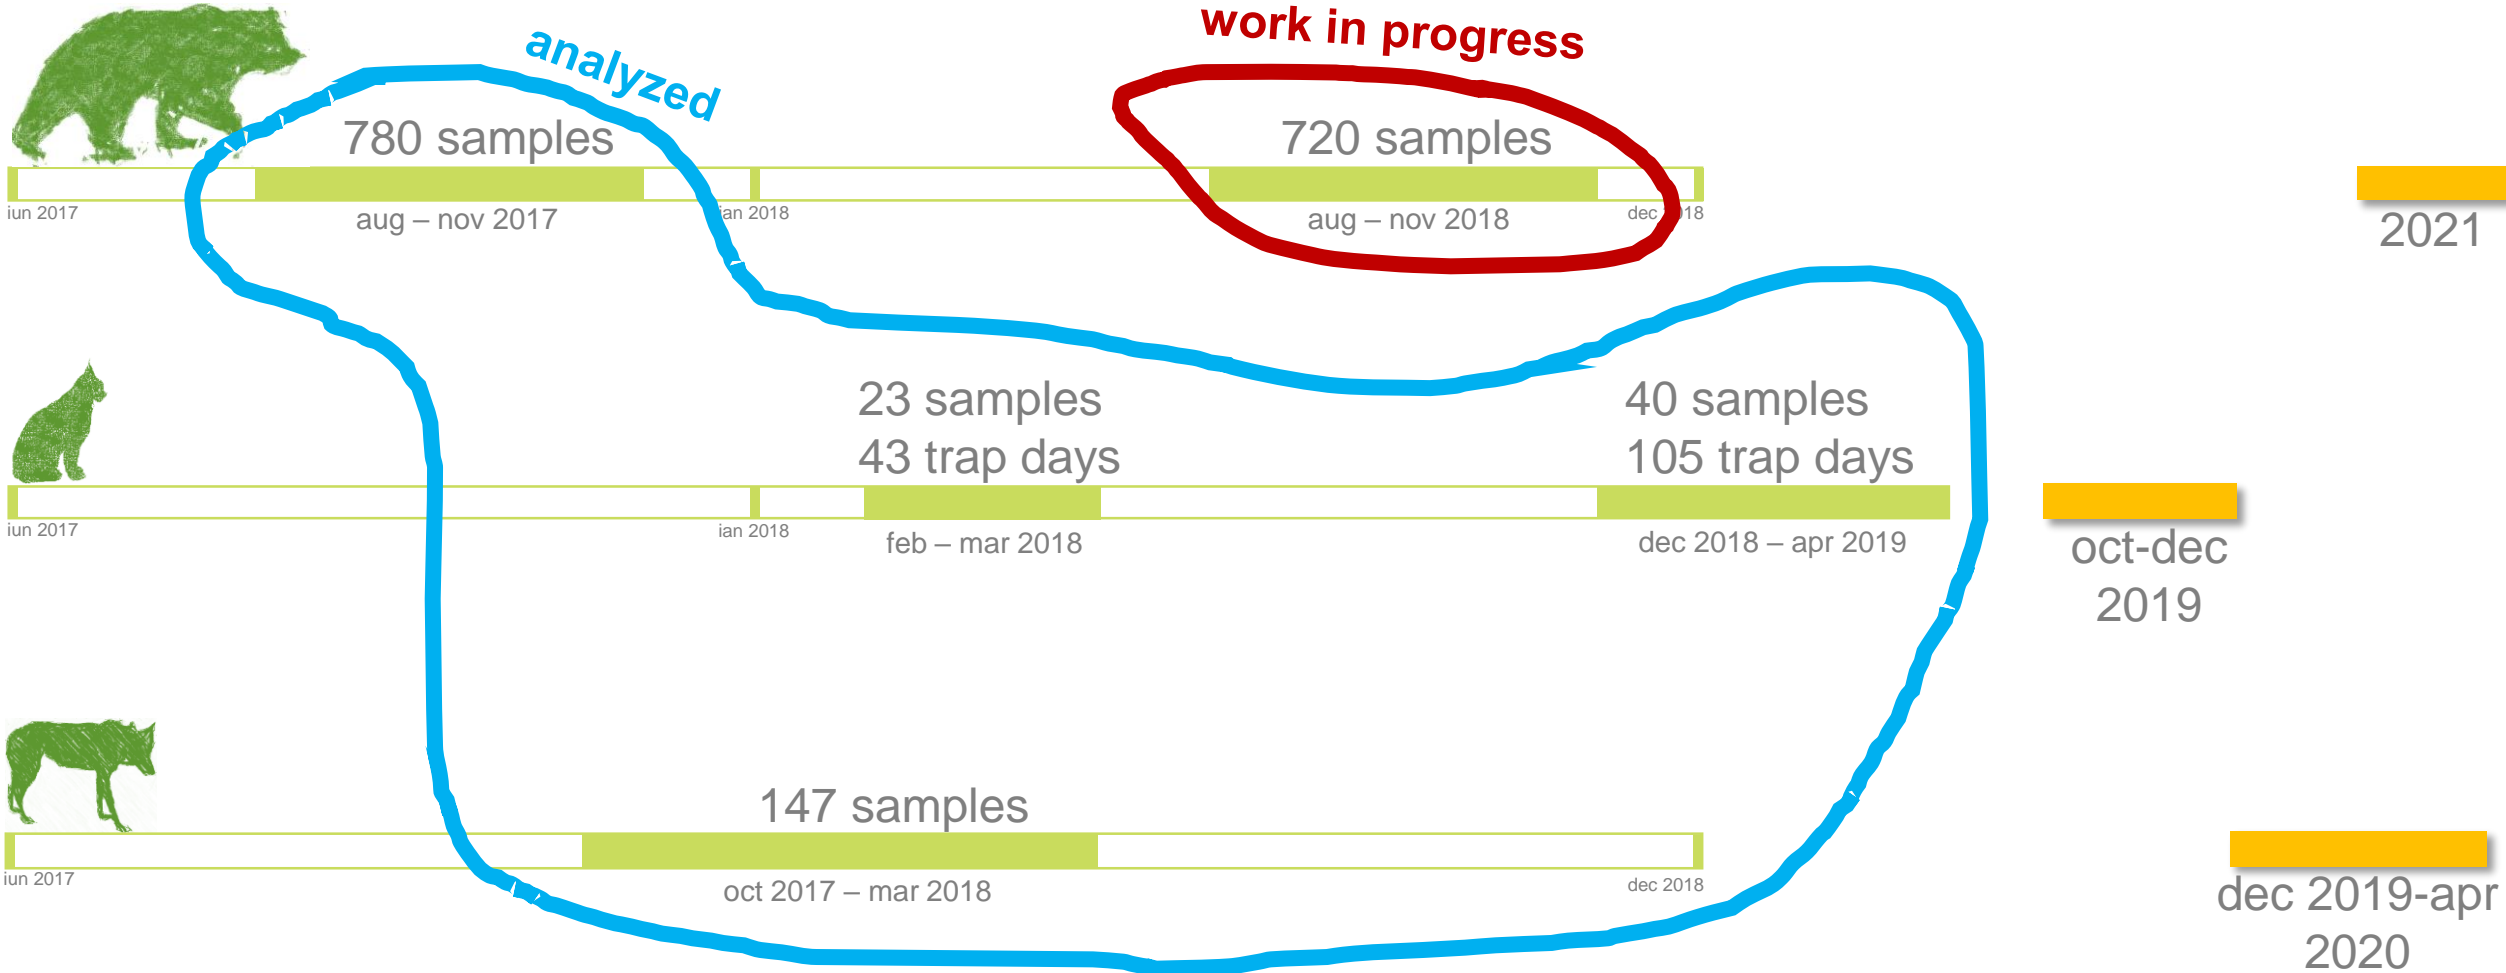 work in progress
analyzed
780 samples
720 samples
iun 2017
aug – nov 2017
ian 2018
aug – nov 2018
dec 2018
2021
23 samples
43 trap days
40 samples
105 trap days
iun 2017
ian 2018
feb – mar 2018
dec 2018 – apr 2019
oct-dec
2019
147 samples
iun 2017
oct 2017 – mar 2018
dec 2018
dec 2019-apr
2020